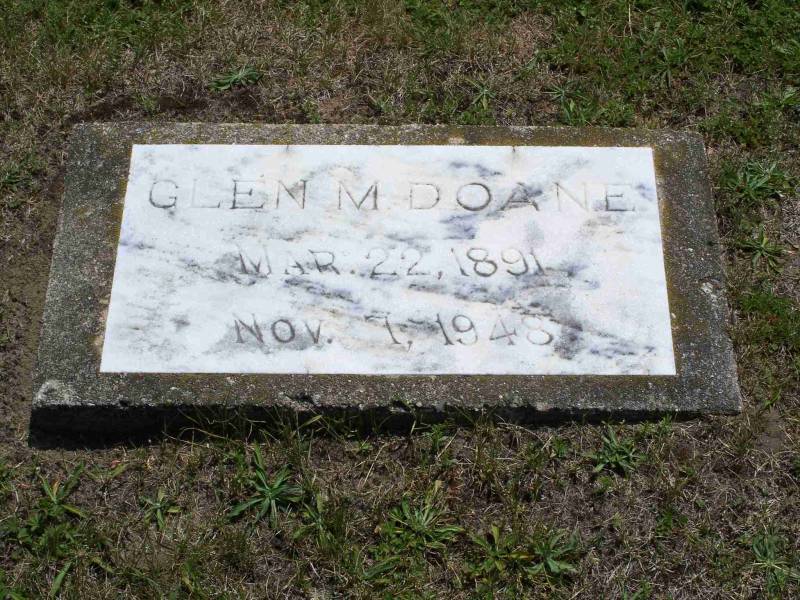 GLEN M DOANE
MAR. 22, 1891
NOV. 7, 1948